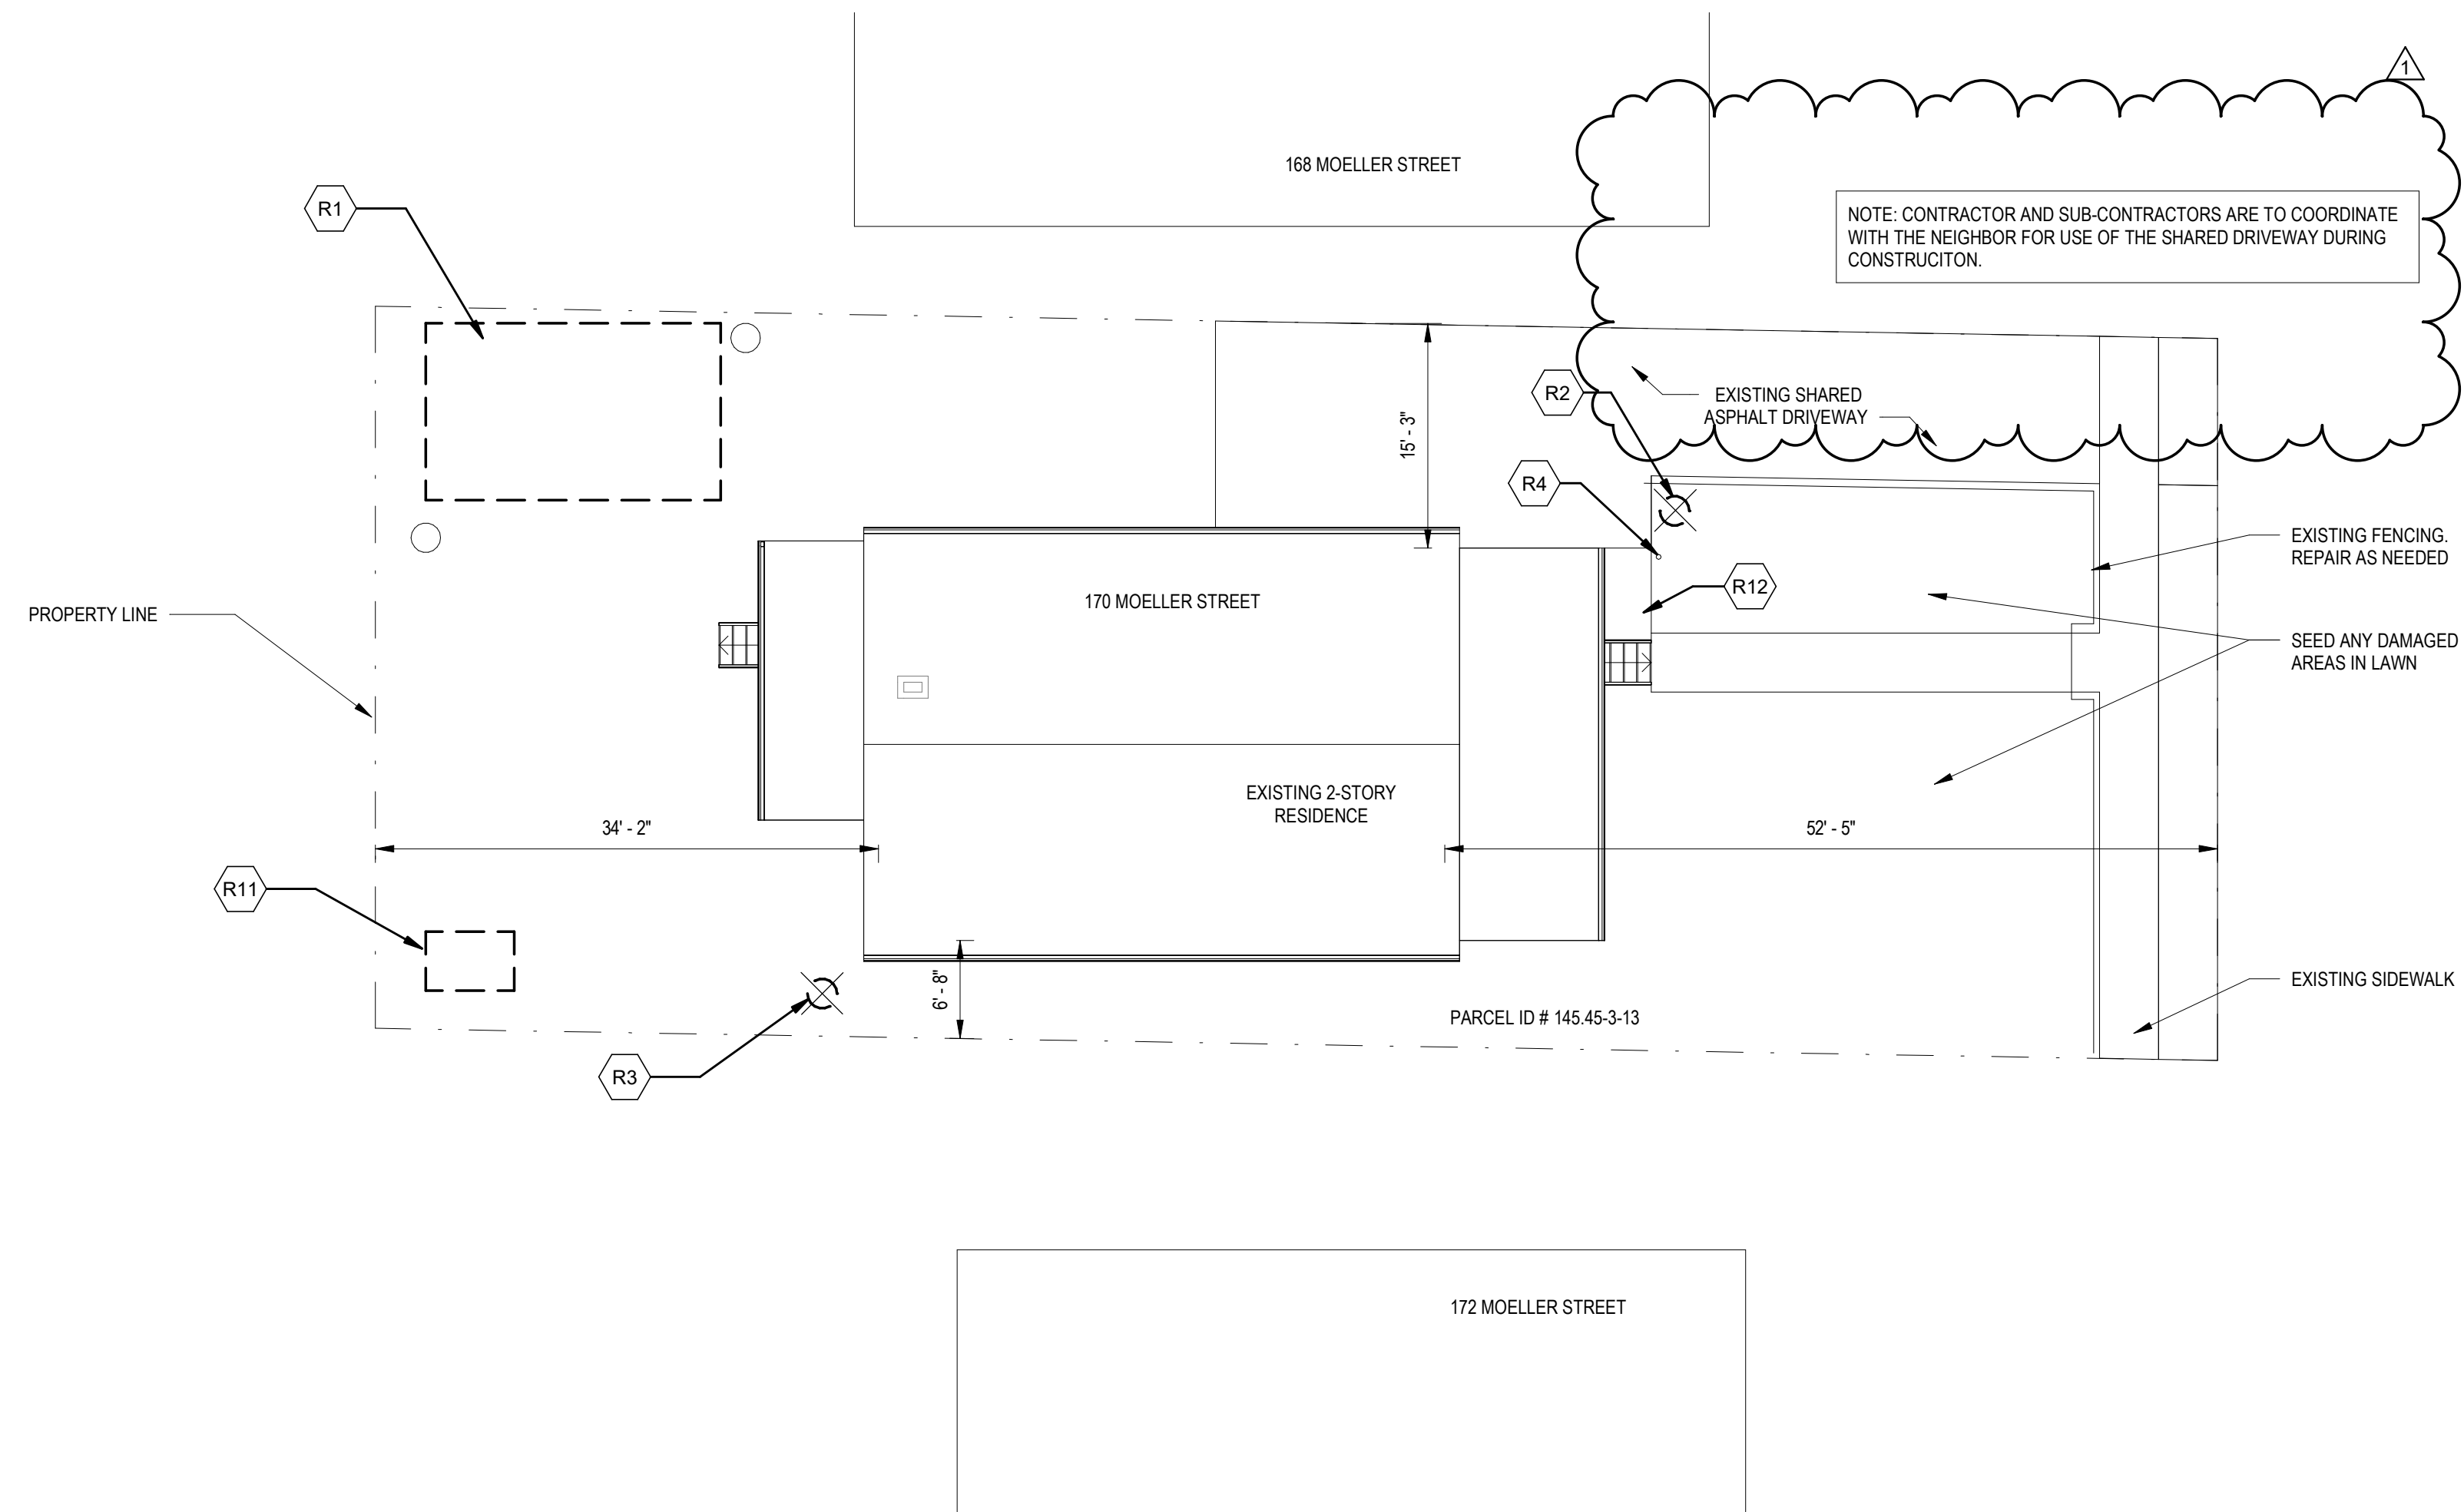 1
168 MOELLER STREET
NOTE: CONTRACTOR AND SUB-CONTRACTORS ARE TO COORDINATE
WITH THE NEIGHBOR FOR USE OF THE SHARED DRIVEWAY DURING
CONSTRUCITON.
R1
R2
EXISTING SHARED
ASPHALT DRIVEWAY
15' - 3"
R4
EXISTING FENCING.
REPAIR AS NEEDED
R12
170 MOELLER STREET
PROPERTY LINE
SEED ANY DAMAGED
AREAS IN LAWN
EXISTING 2-STORY
RESIDENCE
34' - 2"
52' - 5"
R11
6' - 8"
EXISTING SIDEWALK
PARCEL ID # 145.45-3-13
R3
172 MOELLER STREET